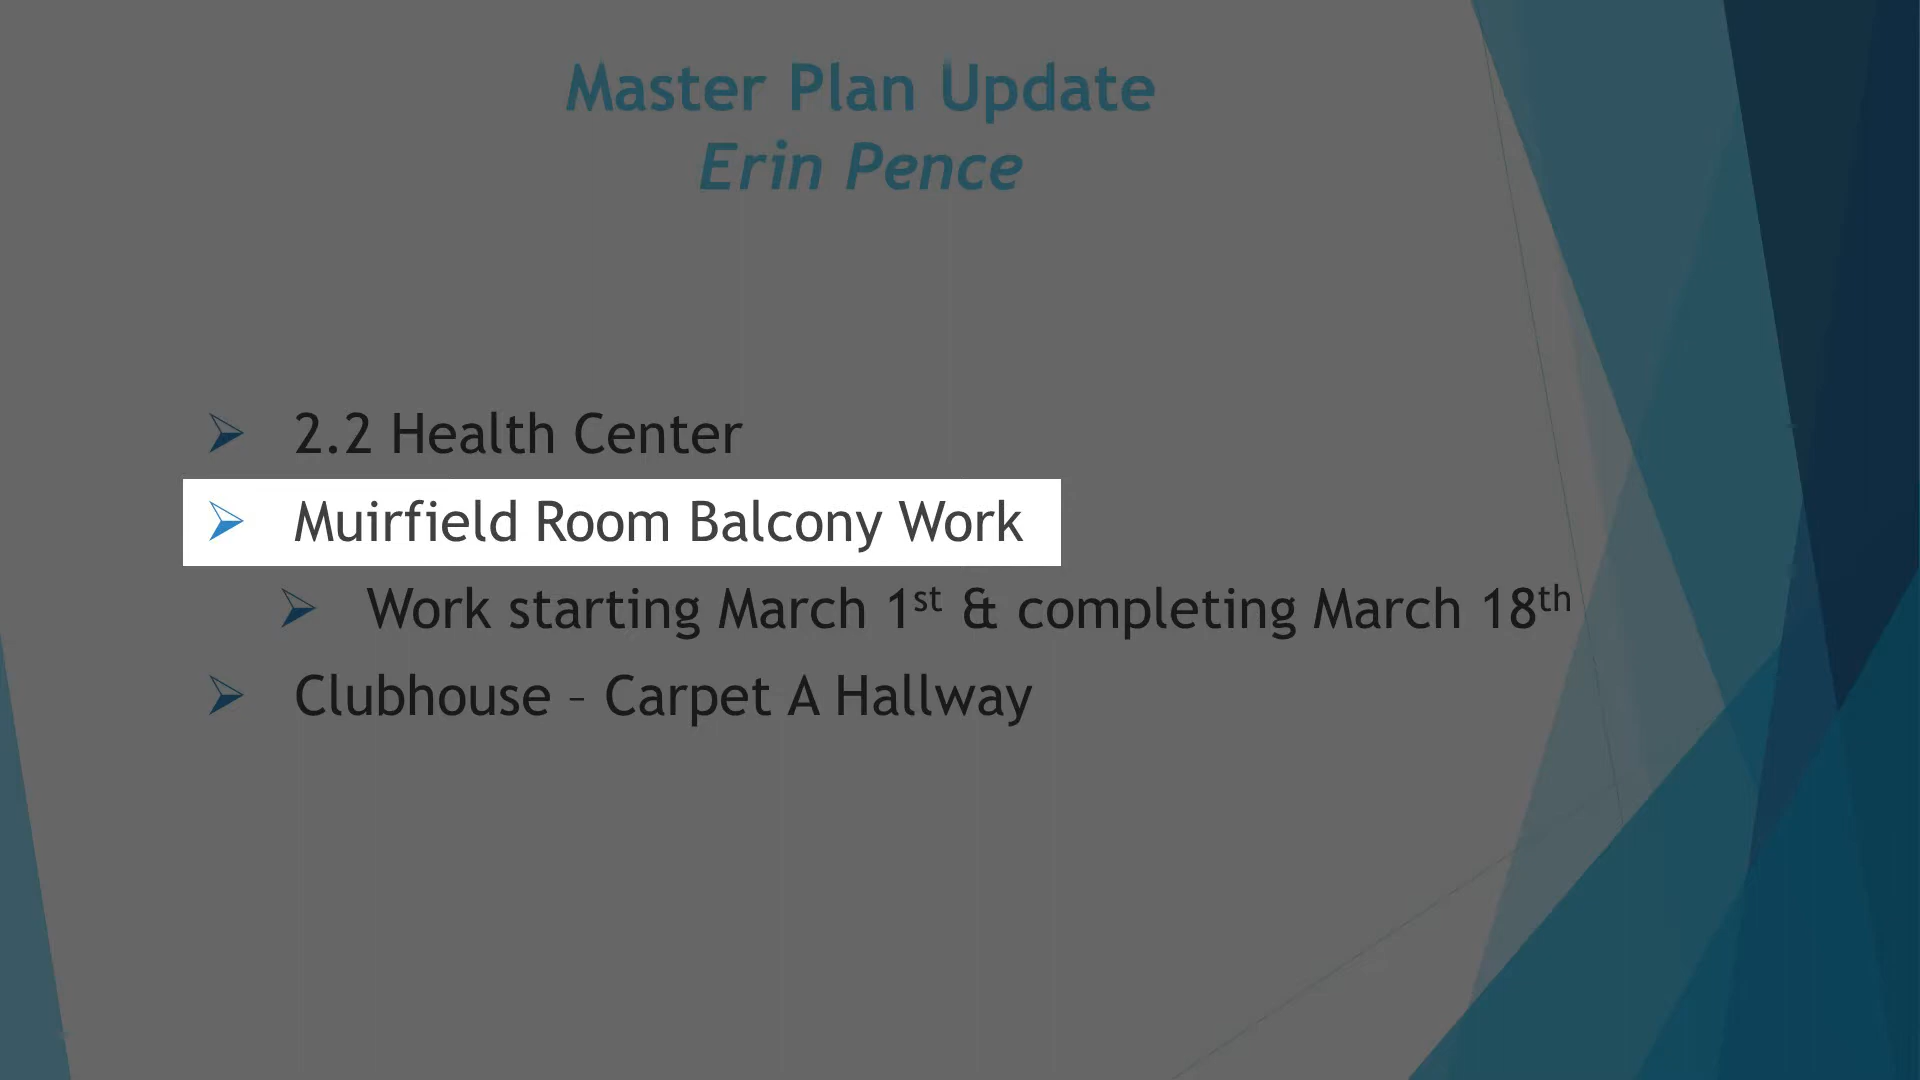 Master Plan Update
Erin Pence
2.2 Health Center
Muirfield Room Balcony Work
Work starting March 1st & completing March 18th
Clubhouse – Carpet A Hallway